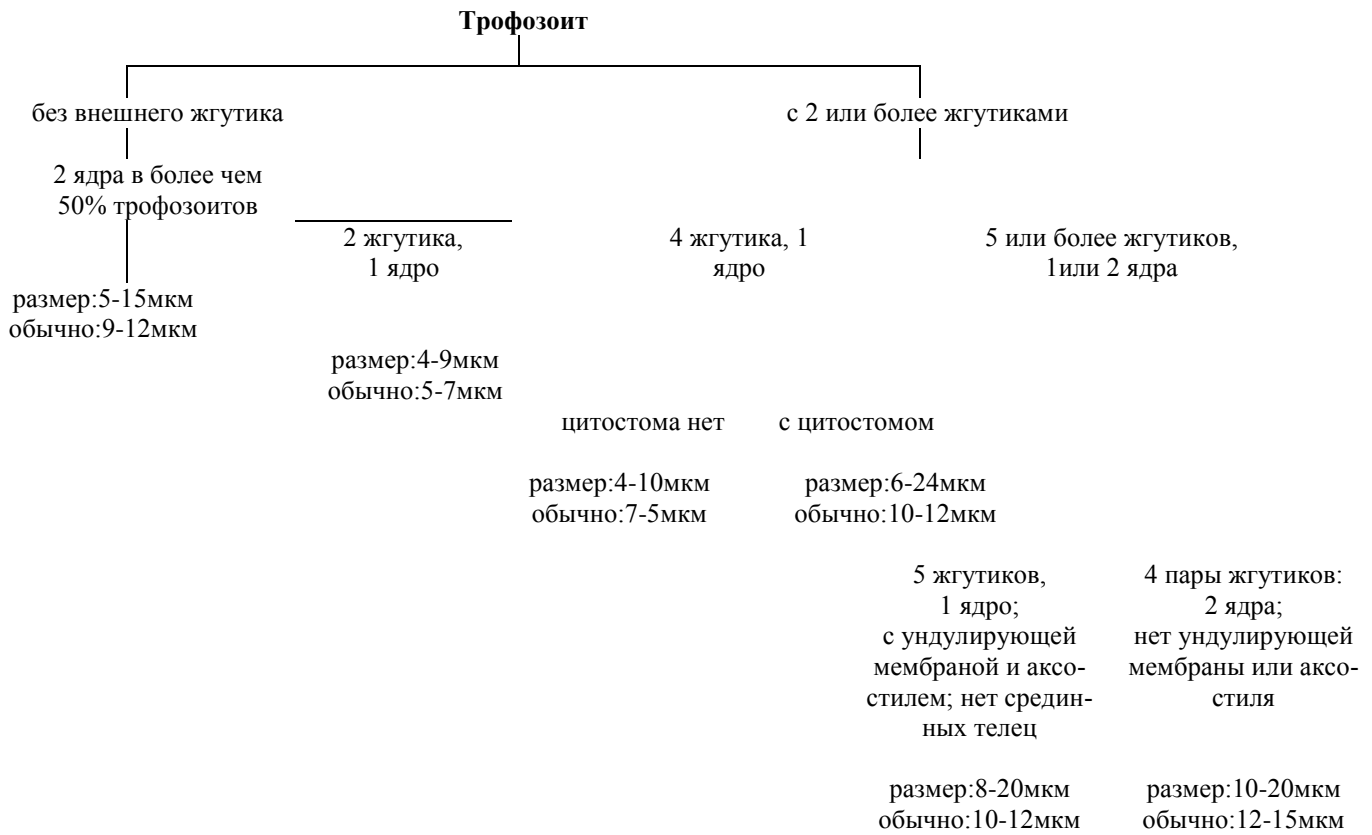 Трофозоит
без внешнего жгутика
с 2 или более жгутиками
2 ядра в более чем
50% трофозоитов
2 жгутика,
1 ядро
4 жгутика, 1
ядро
5 или более жгутиков,
1или 2 ядра
размер:5-15мкм
обычно:9-12мкм
размер:4-9мкм
обычно:5-7мкм
цитостома нет
с цитостомом
размер:4-10мкм
обычно:7-5мкм
размер:6-24мкм
обычно:10-12мкм
5 жгутиков,
1 ядро;
с ундулирующей
мембраной и аксо-
стилем; нет средин-
ных телец
4 пары жгутиков:
2 ядра;
нет ундулирующей
мембраны или аксо-
стиля
размер:8-20мкм
обычно:10-12мкм
размер:10-20мкм
обычно:12-15мкм